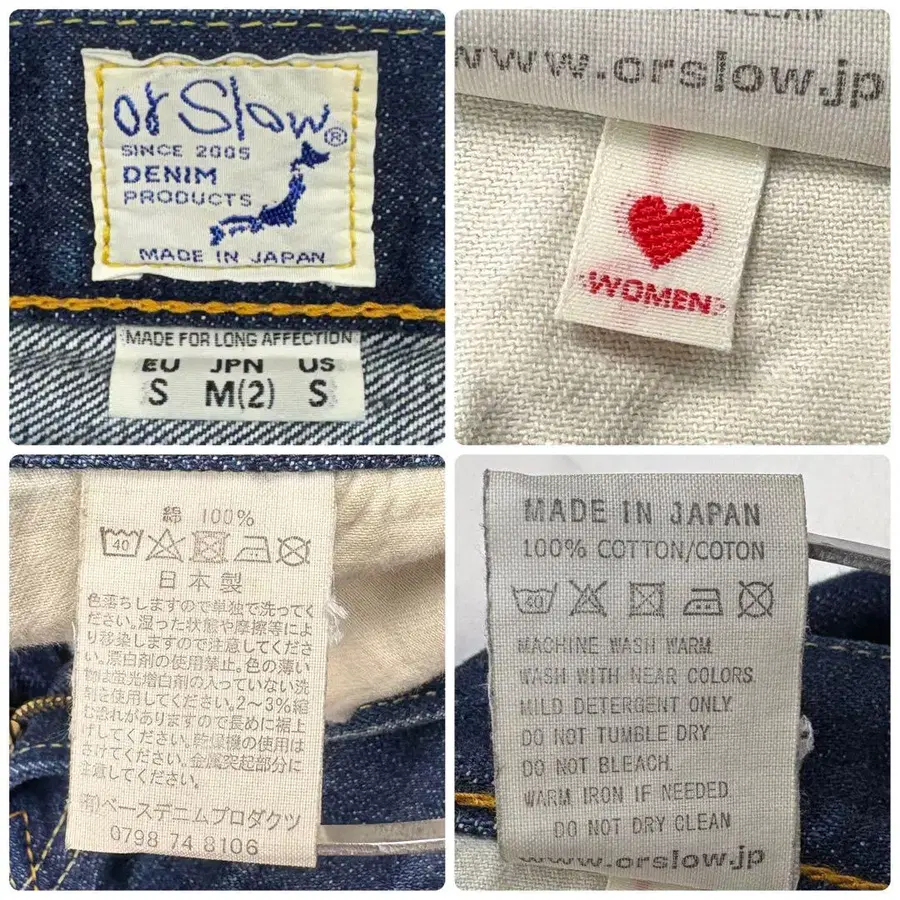 or Slow®
SINCE 2005
DENIM
PRODUCTS
MADE IN JAPAN
MADE FOR LONG AFFECTION
EU JPN US
S M(2) S
CLEAN
www.orslow.jp
WOMEN
綿 100%
40
日本製
色落ちしますので単独で洗ってく
ださい。湿った状態や摩擦等によ
り移染しますので注意してくださ
い。漂白剤の使用禁止。色の薄い
物は蛍光増白剤の入っていない洗
剤を使用してください。2~3%縮
む恐れがありますので長めに裾上
げしてください。乾燥機の使用は
さけてください。金属突起部分に
注意してください。
(有)ベースデニムプロダクツ
0798 74 8106
MADE IN JAPAN
100% COTTON/COTON
40
MACHINE WASH WARM.
WASH WITH NEAR COLORS.
MILD DETERGENT ONLY
DO NOT TUMBLE DRY
DO NOT BLEACH.
WARM IRON IF NEEDED.
DO NOT DRY CLEAN
www.orslow.jp